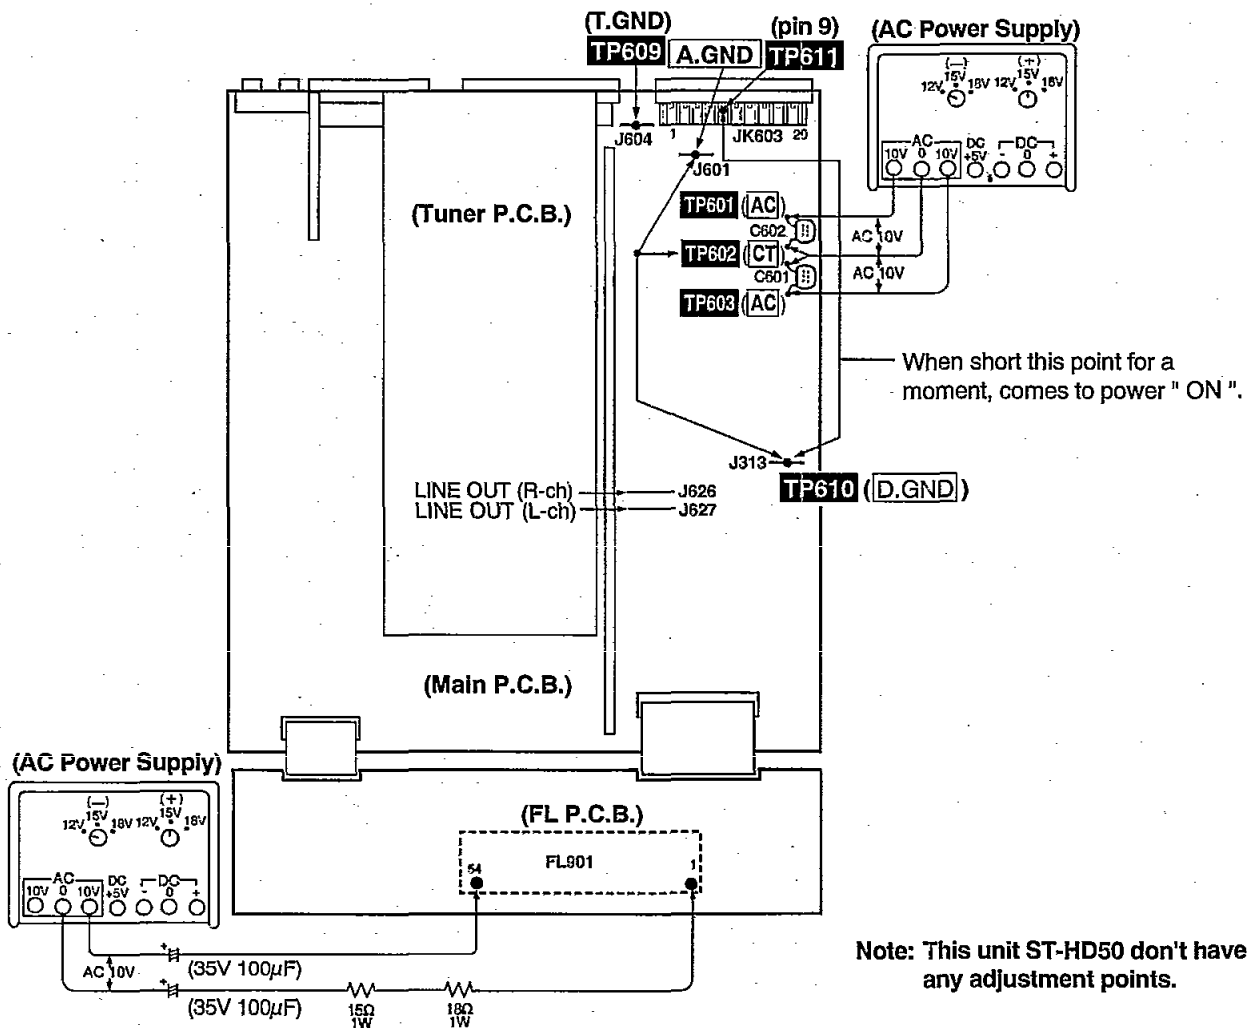 (T.GND)
TP609
A.GND
(pin 9)
TP611
(AC Power Supply)
(−)
15V
12V
18V
(+)
15V
12V
18V
AC
10V 0 10V
DC
+5V
DC
- 0 +
J604
1
JK603
29
J601
(Tuner P.C.B.)
TP601 (AC)
C602
TP602 (CT)
C601
TP603 (AC)
AC 10V
AC 10V
When short this point for a
moment, comes to power " ON ".
J313
TP610 (D.GND)
LINE OUT (R-ch)
J626
LINE OUT (L-ch)
J627
(Main P.C.B.)
(AC Power Supply)
(−)
15V
12V
18V
(+)
15V
12V
18V
AC
10V 0 10V
DC
+5V
DC
- 0 +
(FL P.C.B.)
FL901
54
1
AC 10V
+
(35V 100µF)
+
(35V 100µF)
15Ω
1W
18Ω
1W
Note: This unit ST-HD50 don't have
any adjustment points.